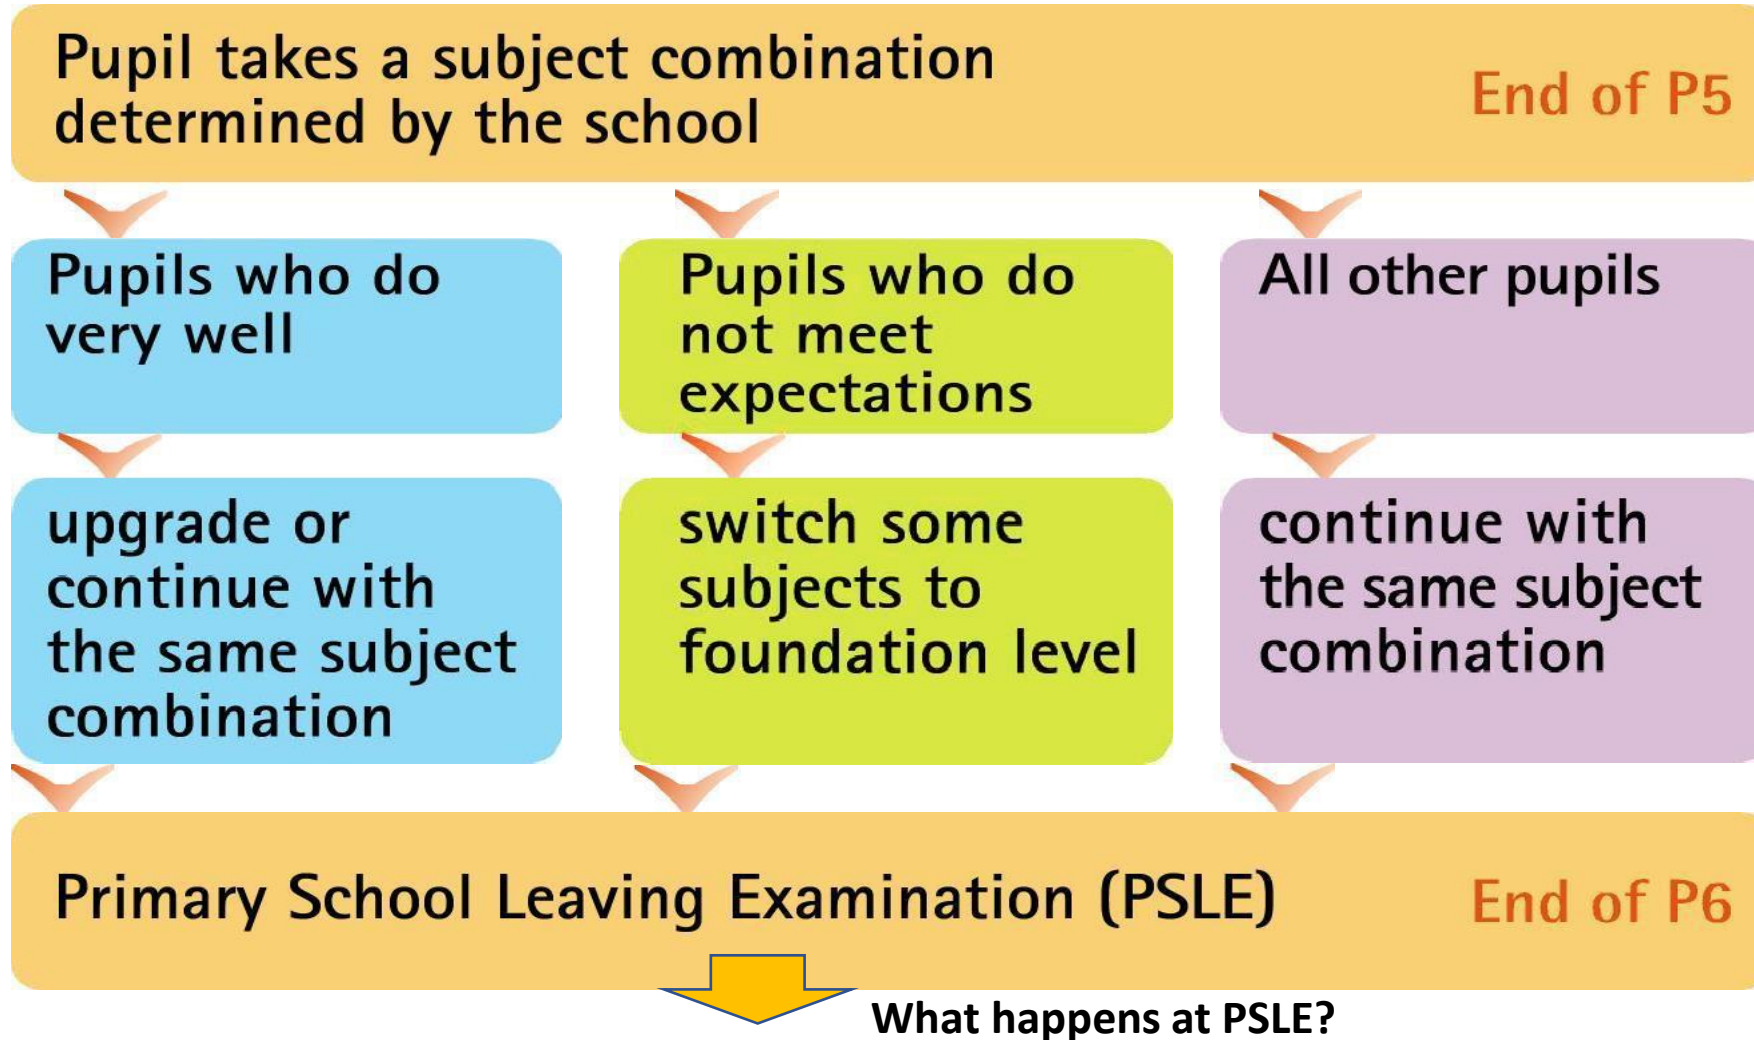 Pupil takes a subject combination
determined by the school
End of P5
Pupils who do
very well
Pupils who do
not meet
expectations
All other pupils
upgrade or
continue with
the same subject
combination
switch some
subjects to
foundation level
continue with
the same subject
combination
Primary School Leaving Examination (PSLE)
End of P6
What happens at PSLE?